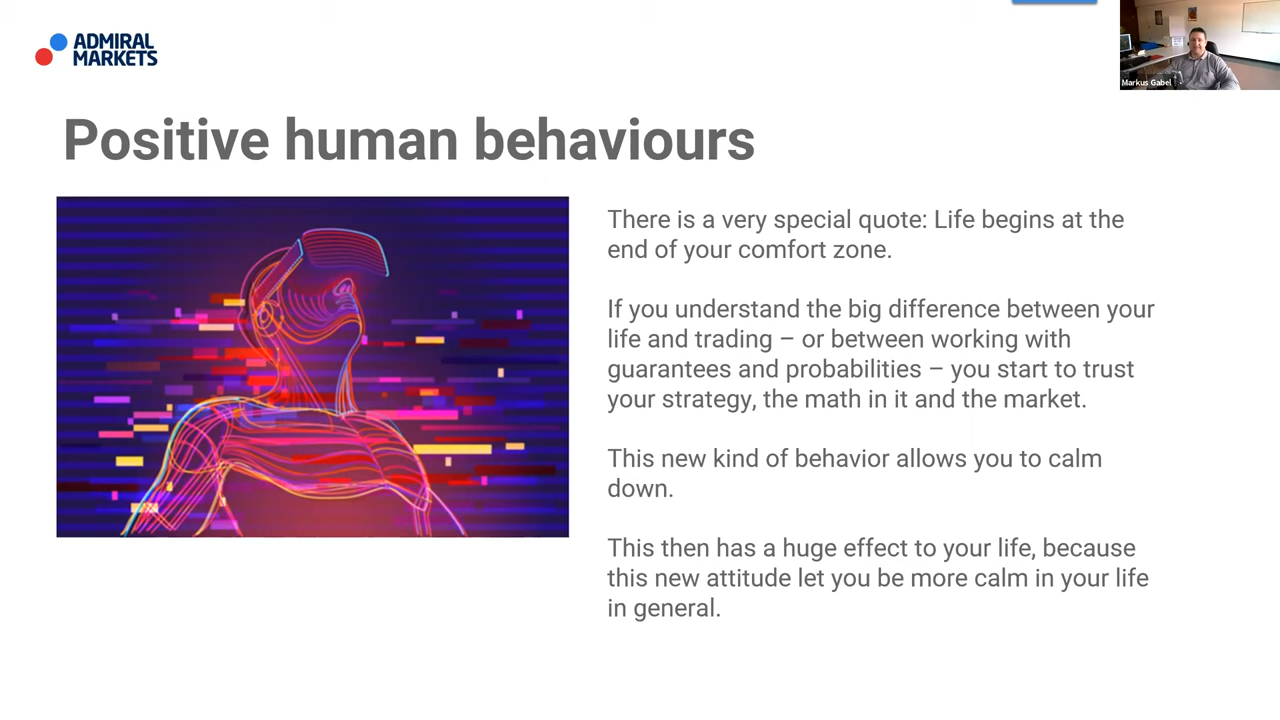 ADMIRAL
MARKETS
Markus Gabel
Positive human behaviours
There is a very special quote: Life begins at the
end of your comfort zone.
If you understand the big difference between your
life and trading – or between working with
guarantees and probabilities – you start to trust
your strategy, the math in it and the market.
This new kind of behavior allows you to calm
down.
This then has a huge effect to your life, because
this new attitude let you be more calm in your life
in general.